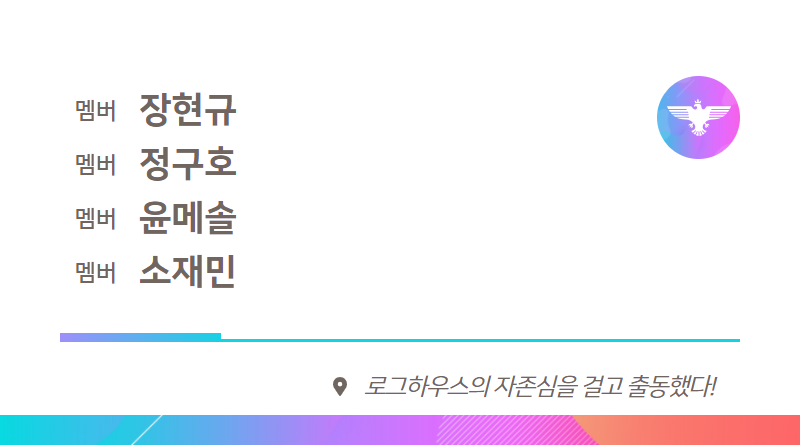 멤버 장현규
멤버 정구호
멤버 윤메솔
멤버 소재민
로그하우스의 자존심을 걸고 출동했다!